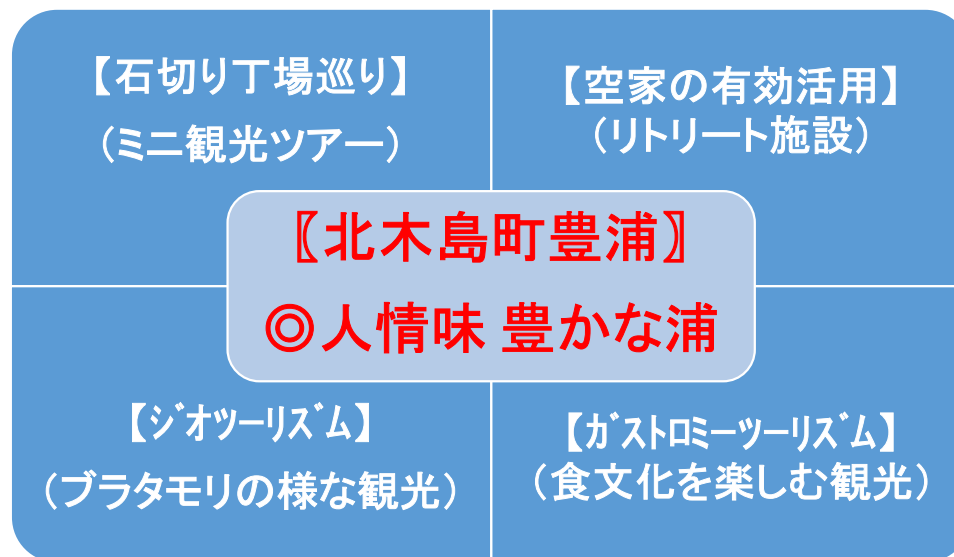 【石切り丁場巡り】
(ミニ観光ツアー)
【空家の有効活用】
(リトリート施設)
〖北木島町豊浦〗
◎人情味 豊かな浦
【ジオツーリズム】
(ブラタモリの様な観光)
【ガストロミーツーリズム】
(食文化を楽しむ観光)